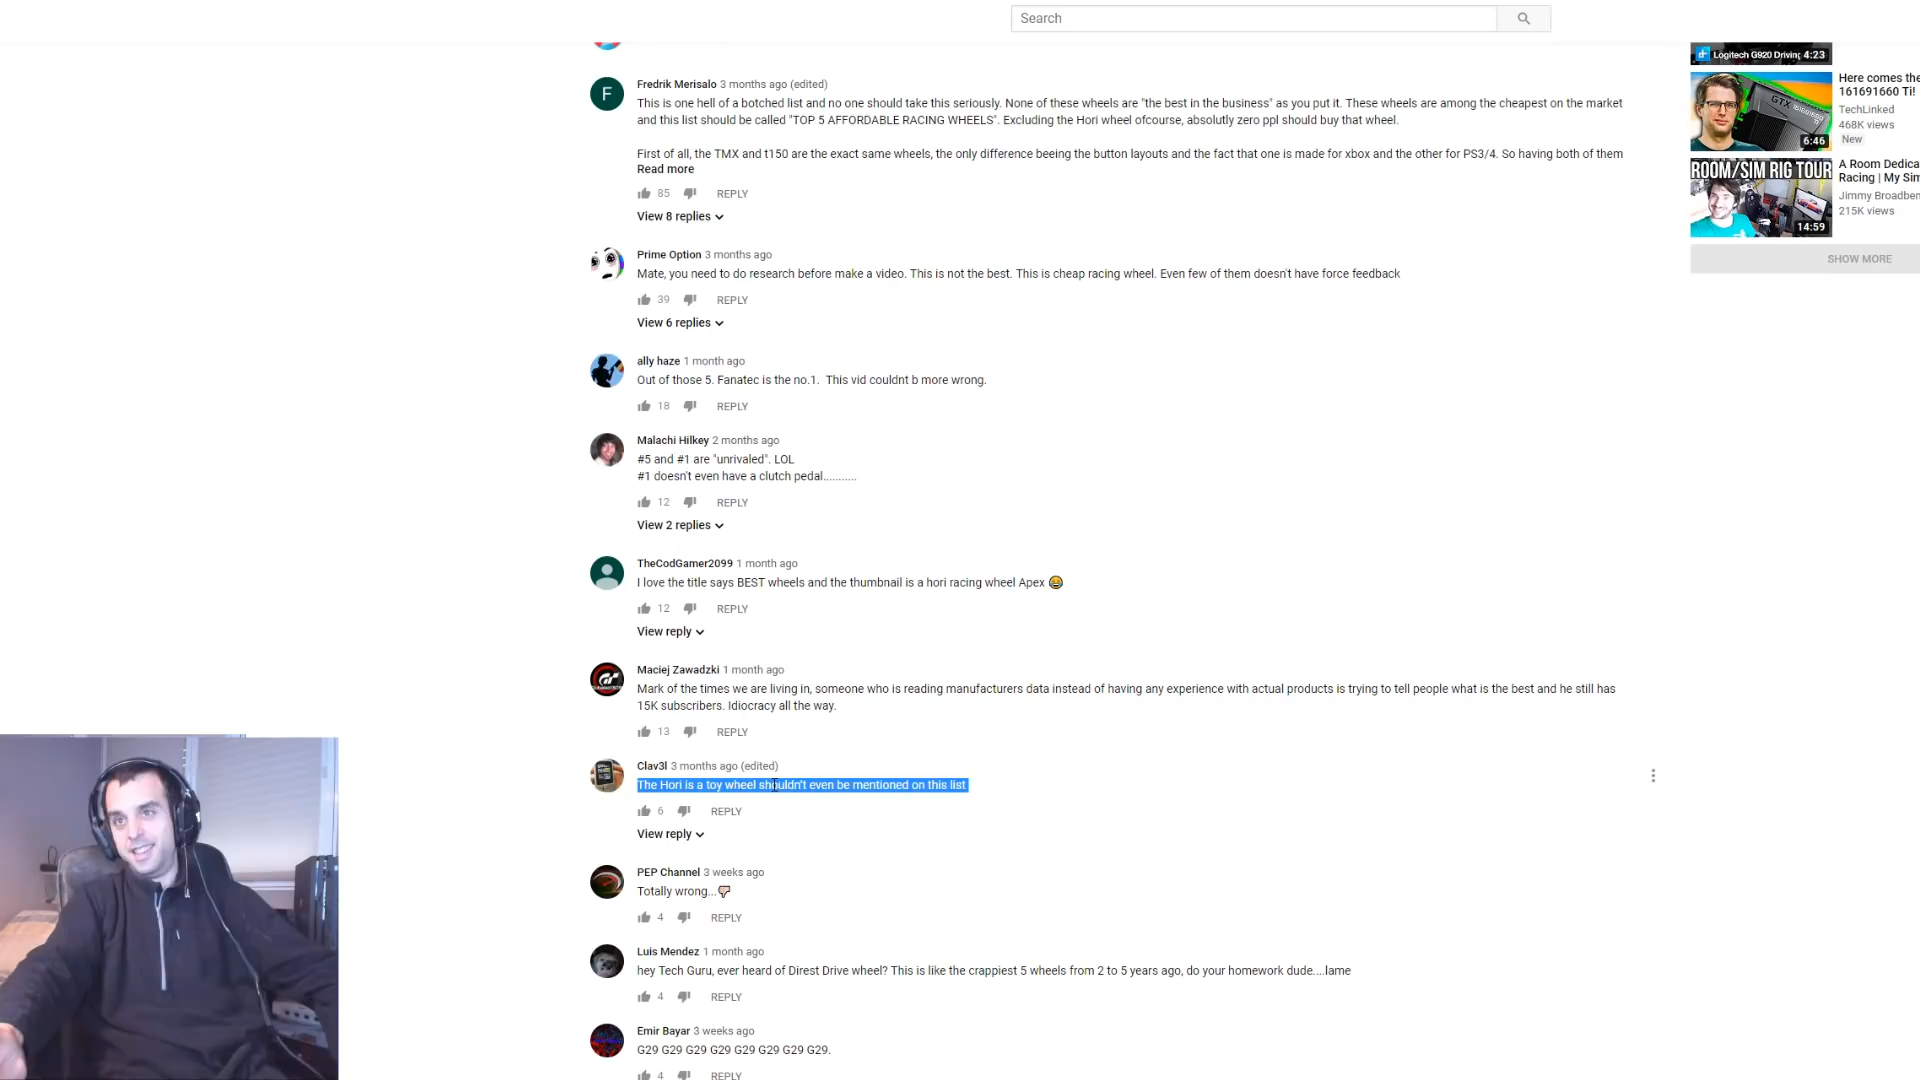 Search
Logitech G920 Driving 4:23
Fredrik Merisalo 3 months ago (edited)
This is one hell of a botched list and no one should take this seriously. None of these wheels are "the best in the business" as you put it. These wheels are among the cheapest on the market
and this list should be called "TOP 5 AFFORDABLE RACING WHEELS". Excluding the Hori wheel ofcourse, absolutly zero ppl should buy that wheel.
First of all, the TMX and t150 are the exact same wheels, the only difference beeing the button layouts and the fact that one is made for xbox and the other for PS3/4. So having both of them
Read more
85 REPLY
View 8 replies
Here comes the
161691660 Ti!
TechLinked
468K views
New
GTX
6:46
ROOM/SIM RIG TOUR
14:59
A Room Dedica
Racing | My Sim
Jimmy Broadben
215K views
SHOW MORE
Prime Option 3 months ago
Mate, you need to do research before make a video. This is not the best. This is cheap racing wheel. Even few of them doesn't have force feedback
39 REPLY
View 6 replies
ally haze 1 month ago
Out of those 5. Fanatec is the no.1. This vid couldnt b more wrong.
18 REPLY
Malachi Hilkey 2 months ago
#5 and #1 are "unrivaled". LOL
#1 doesn't even have a clutch pedal...........
12 REPLY
View 2 replies
TheCodGamer2099 1 month ago
I love the title says BEST wheels and the thumbnail is a hori racing wheel Apex 😂
12 REPLY
View reply
Maciej Zawadzki 1 month ago
Mark of the times we are living in, someone who is reading manufacturers data instead of having any experience with actual products is trying to tell people what is the best and he still has
15K subscribers. Idiocracy all the way.
13 REPLY
Clav3l 3 months ago (edited)
The Hori is a toy wheel shouldn't even be mentioned on this list
6 REPLY
View reply
PEP Channel 3 weeks ago
Totally wrong...👎
4 REPLY
Luis Mendez 1 month ago
hey Tech Guru, ever heard of Direst Drive wheel? This is like the crappiest 5 wheels from 2 to 5 years ago, do your homework dude....lame
4 REPLY
Emir Bayar 3 weeks ago
G29 G29 G29 G29 G29 G29 G29 G29.
4 REPLY